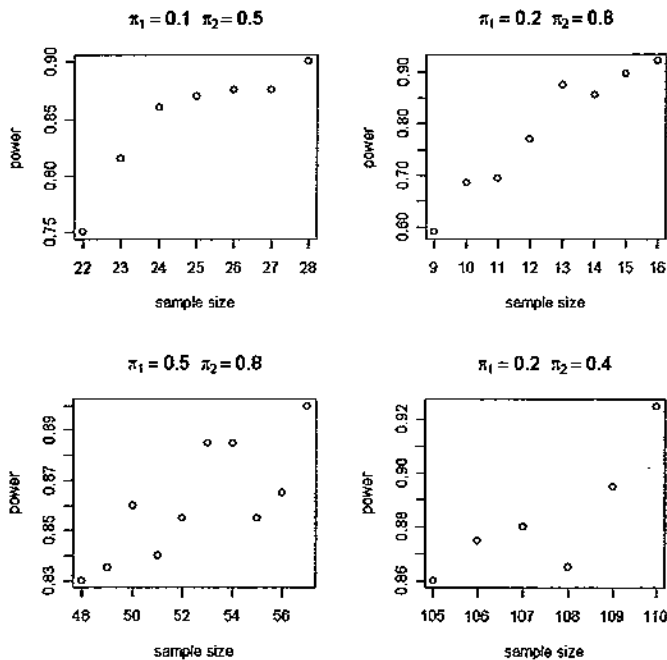 π1 = 0.1 π2 = 0.5
power
0.75 0.80 0.85 0.90
22 23 24 25 26 27 28
sample size
π1 = 0.2 π2 = 0.8
power
0.60 0.70 0.80 0.90
9 10 11 12 13 14 15 16
sample size
π1 = 0.5 π2 = 0.8
power
0.83 0.85 0.87 0.89
48 50 52 54 56
sample size
π1 = 0.2 π2 = 0.4
power
0.86 0.88 0.90 0.92
105 106 107 108 109 110
sample size